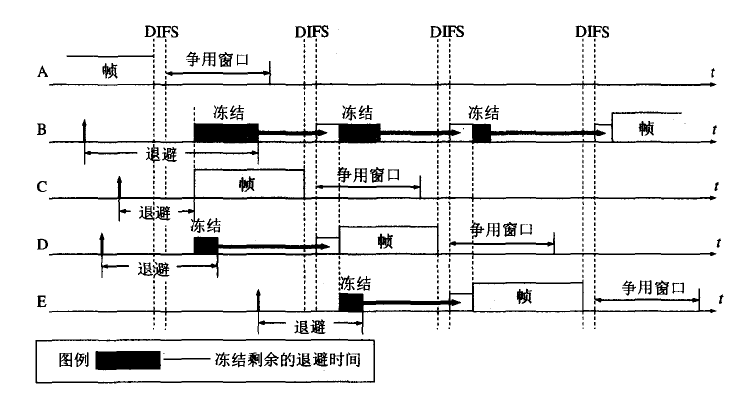 DIFS DIFS DIFS DIFS
A 帧 争用窗口 t
冻结 冻结 冻结
B 帧 t
退避
C 帧 争用窗口 t
退避 冻结
D 帧 争用窗口 t
退避 冻结
E 帧 争用窗口 t
退避
图例 冻结剩余的退避时间